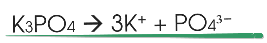 K₃PO₄ → 3K⁺ + PO₄³⁻